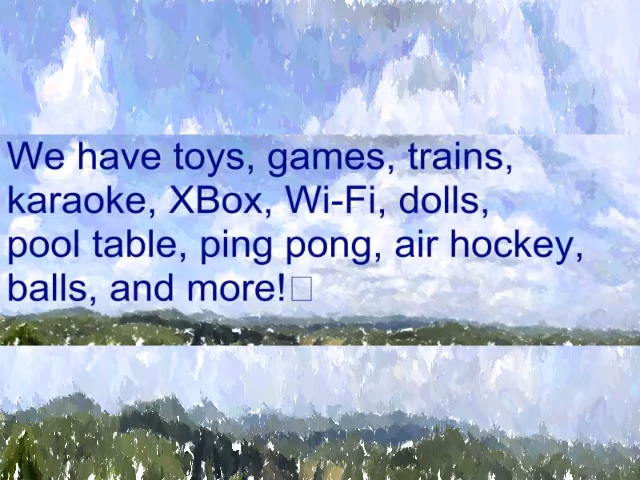 We have toys, games, trains,
karaoke, XBox, Wi-Fi, dolls,
pool table, ping pong, air hockey,
balls, and more!□